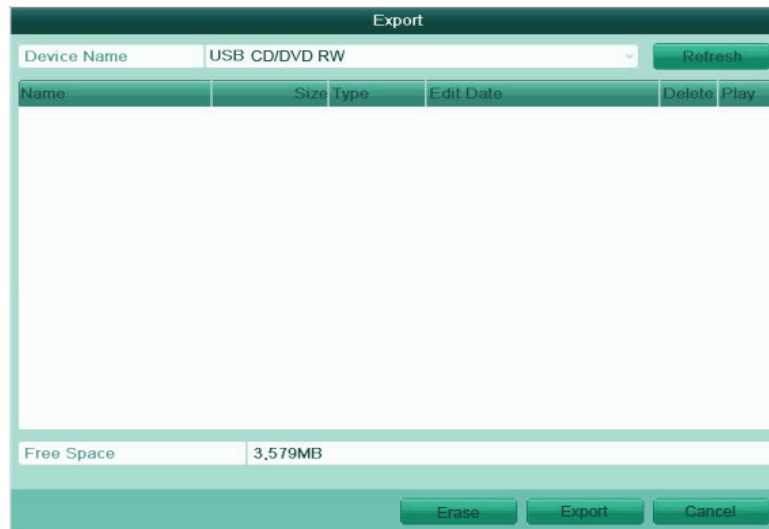 Export
Device Name USB CD/DVD RW Refresh
Name Size Type Edit Date Delete Play
Free Space 3,579MB
Erase Export Cancel